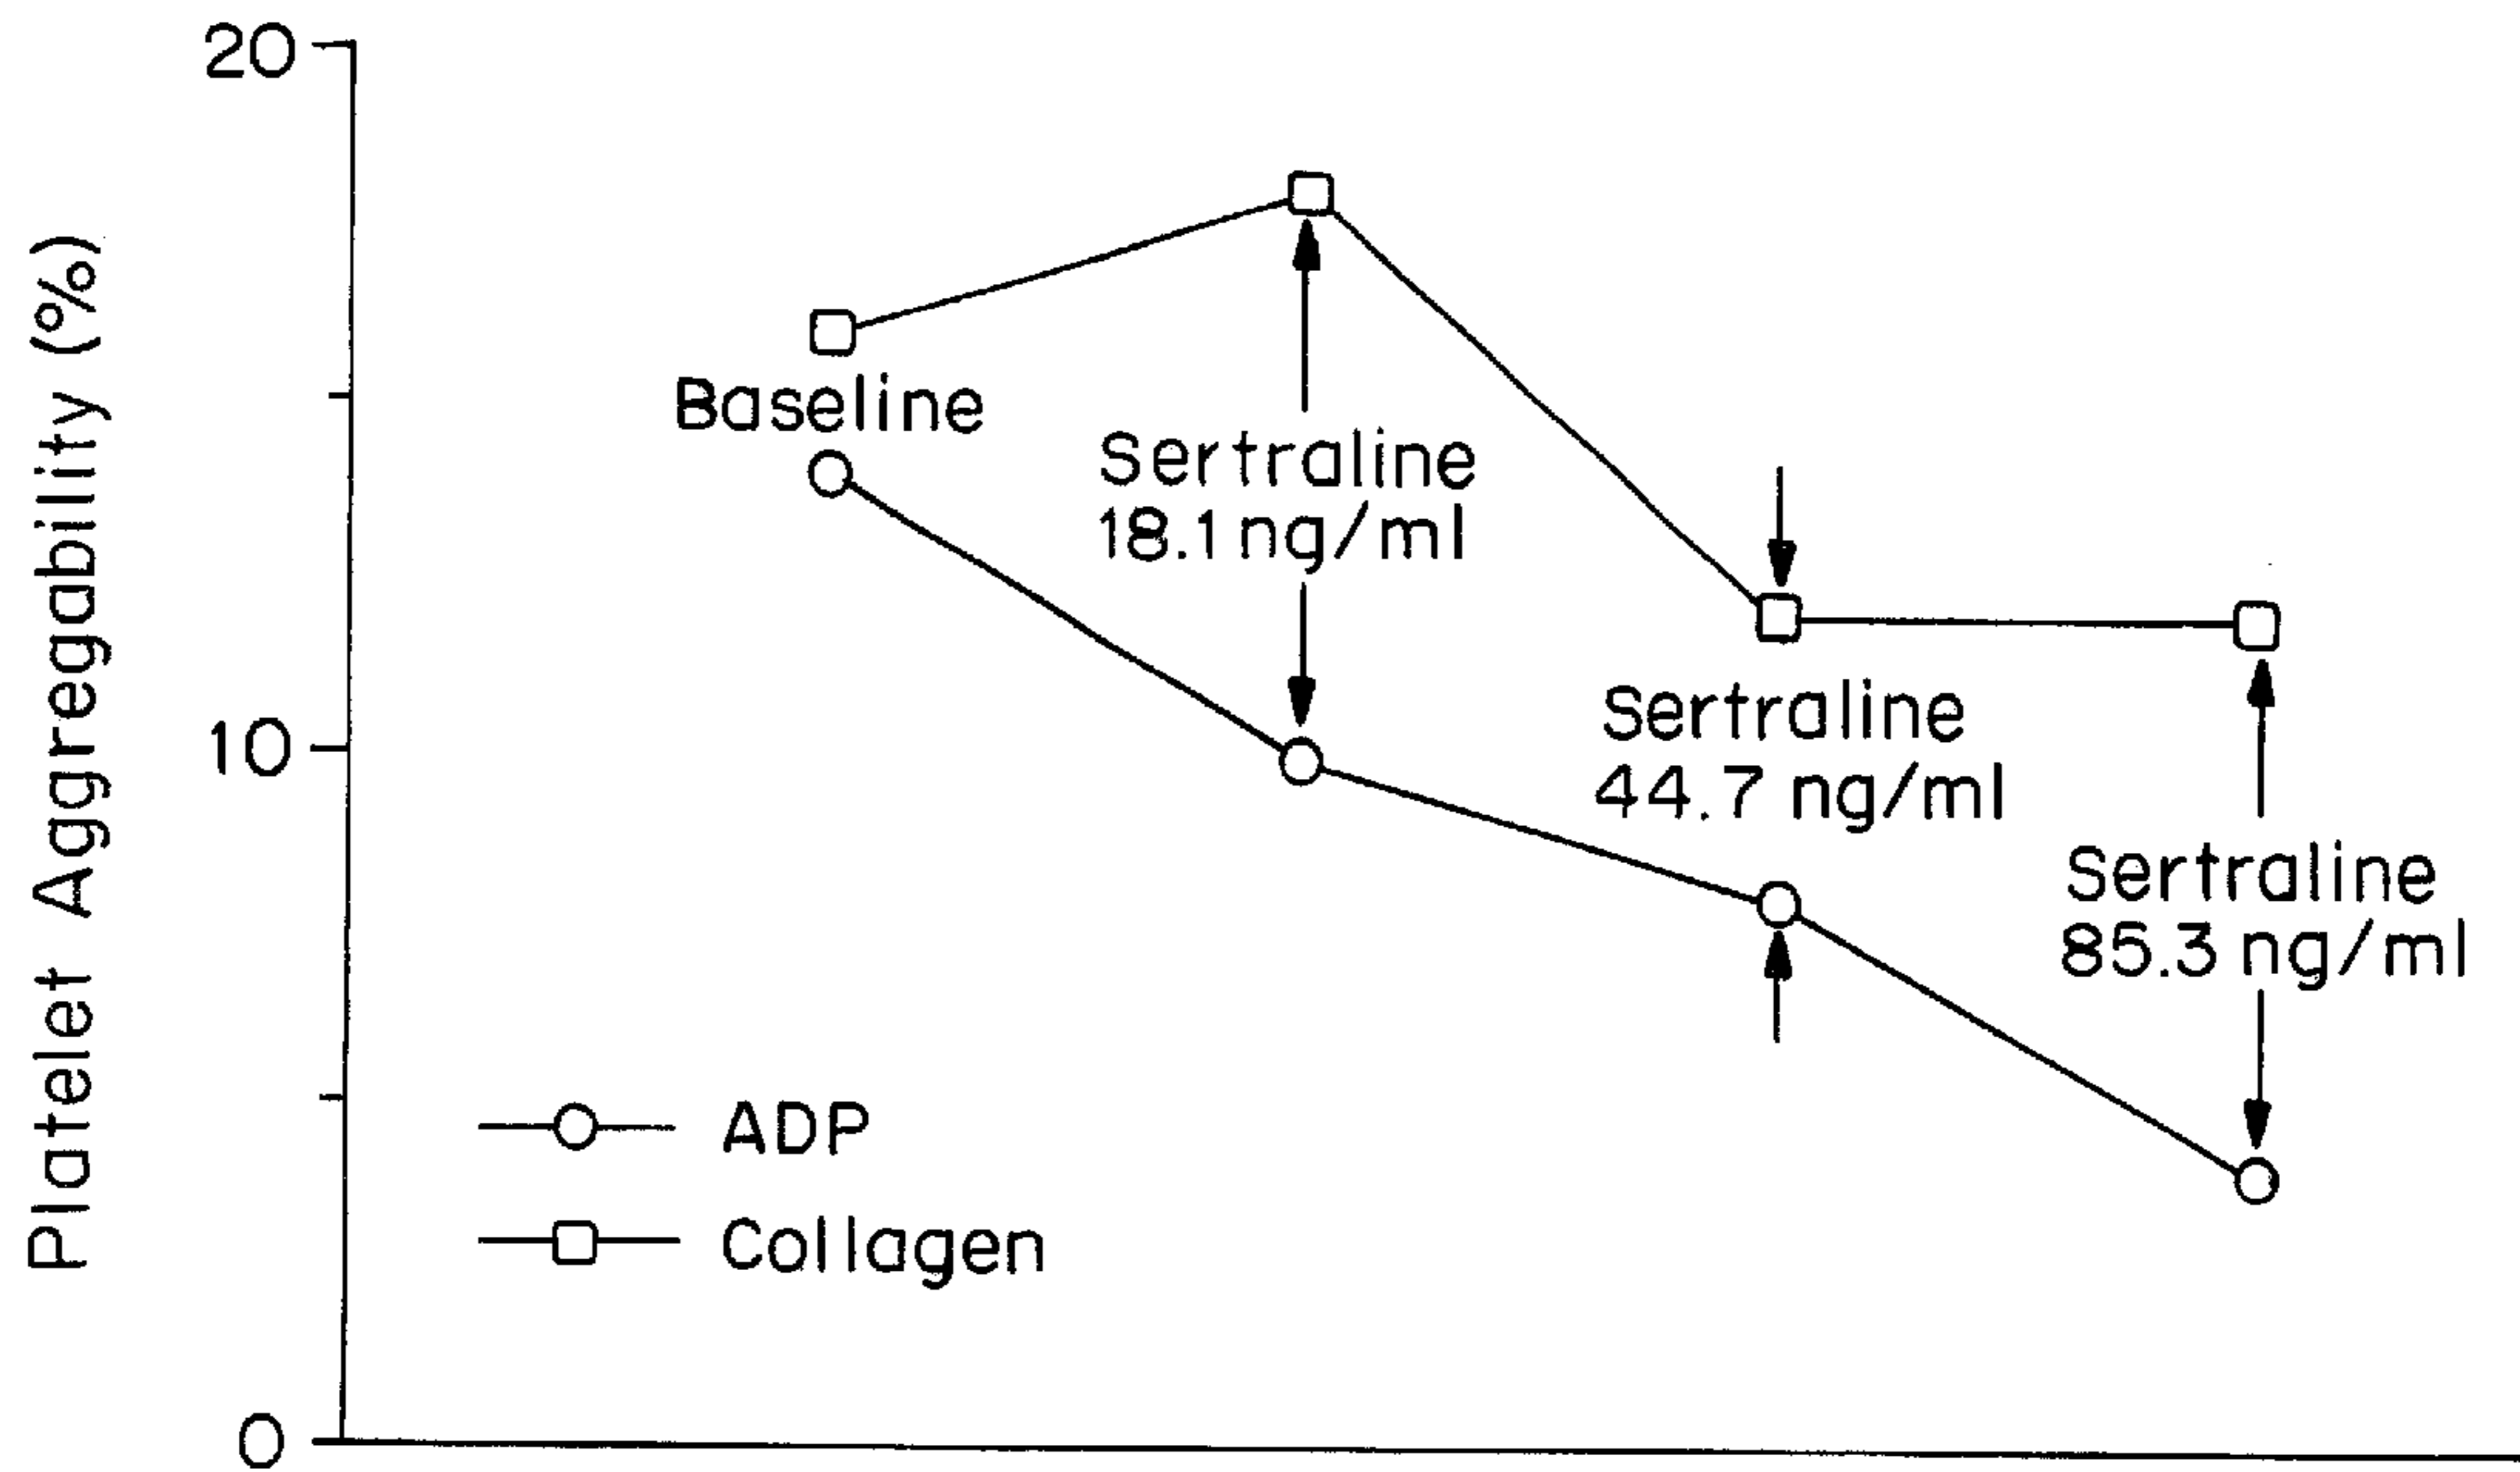 20
10
0
Platelet Aggregability (%)
Baseline
Sertraline
18.1 ng/ml
Sertraline
44.7 ng/ml
Sertraline
85.3 ng/ml
ADP
Collagen